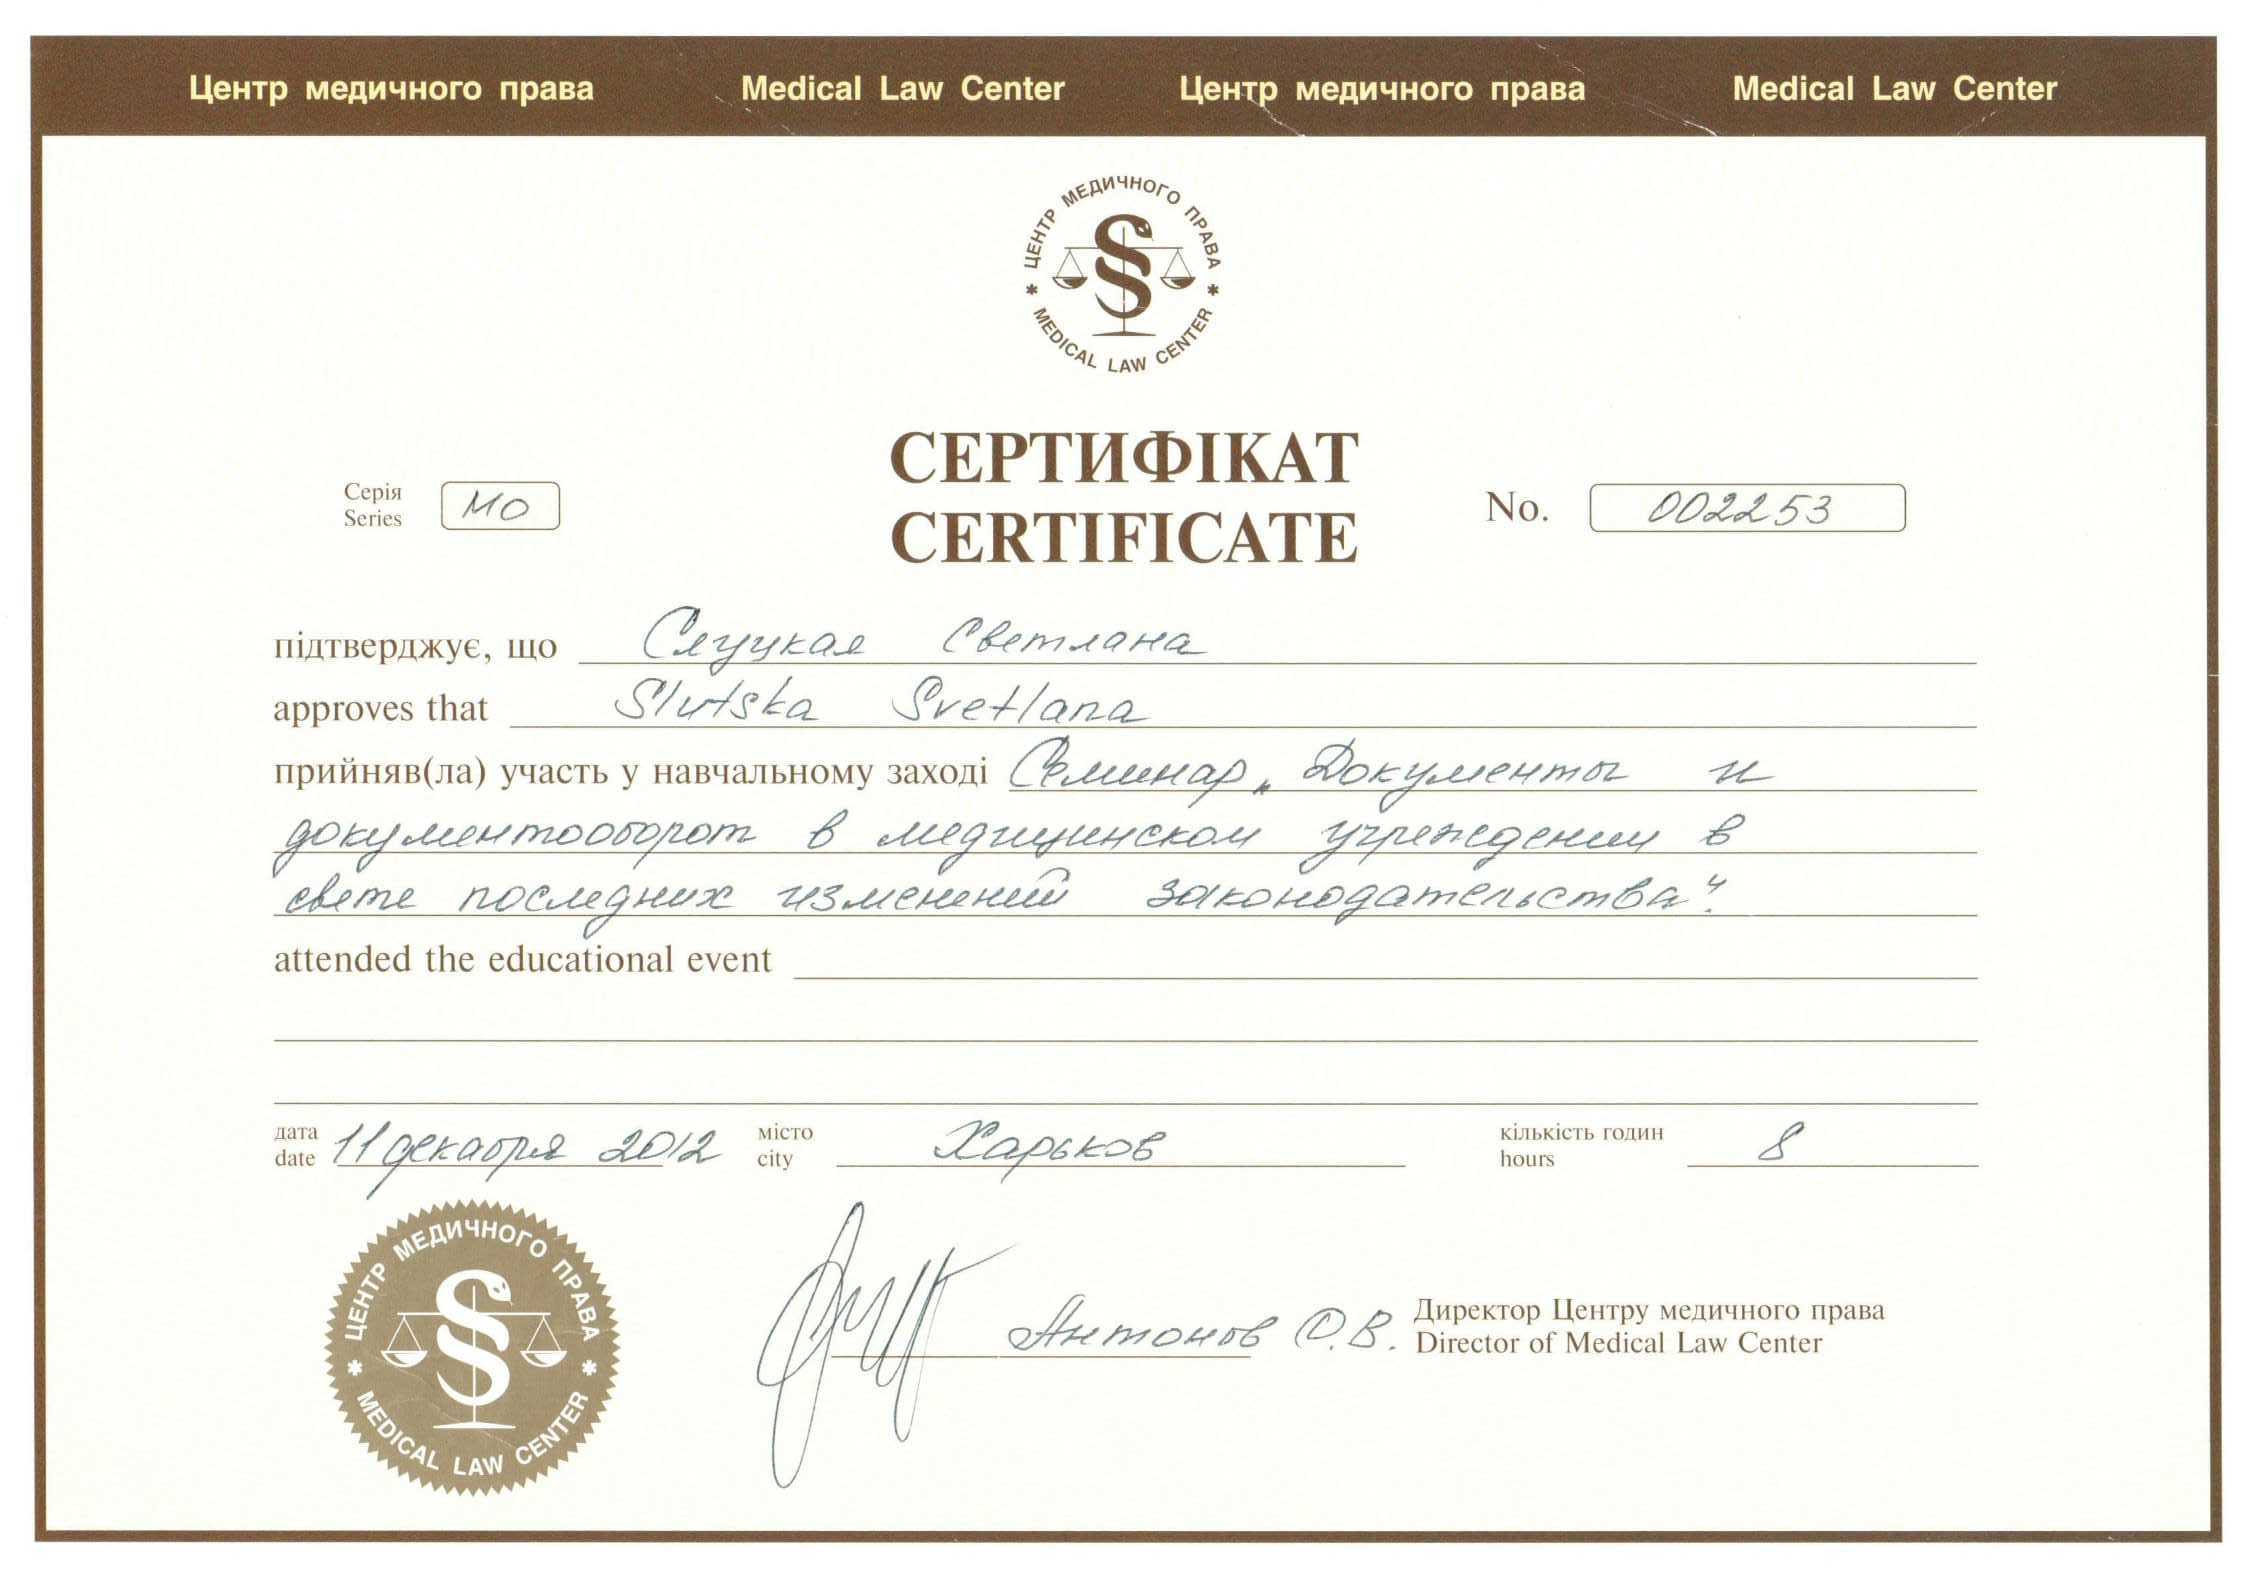 Центр медичного права Medical Law Center Центр медичного права Medical Law Center
ЦЕНТР МЕДИЧНОГО ПРАВА
* MEDICAL LAW CENTER *
СЕРТИФІКАТ
CERTIFICATE
Серія
Series
МО
No. 002253
підтверджує, що Слуцкая Светлана
approves that Slutska Svetlana
прийняв(ла) участь у навчальному заході Семинар „Документы и
документооборот в медицинском учреждении в
свете последних изменений законодательства“.
attended the educational event
дата
date
11 декабря 2012
місто
city
Харьков
кількість годин
hours
8
ЦЕНТР МЕДИЧНОГО ПРАВА
* MEDICAL LAW CENTER *
Антонов О.В.
Директор Центру медичного права
Director of Medical Law Center